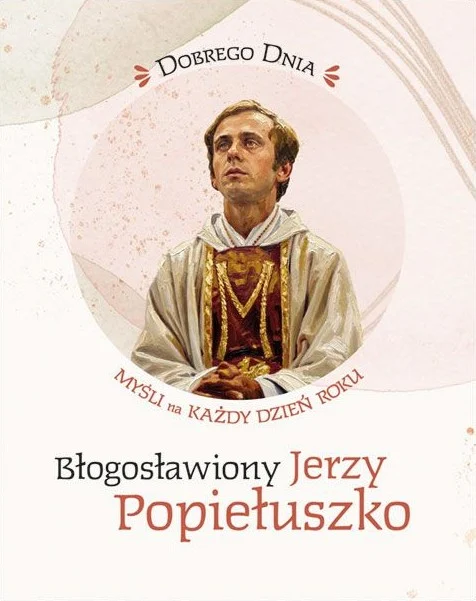 Dobrego Dnia
Myśli na każdy dzień roku
Błogosławiony Jerzy
Popiełuszko